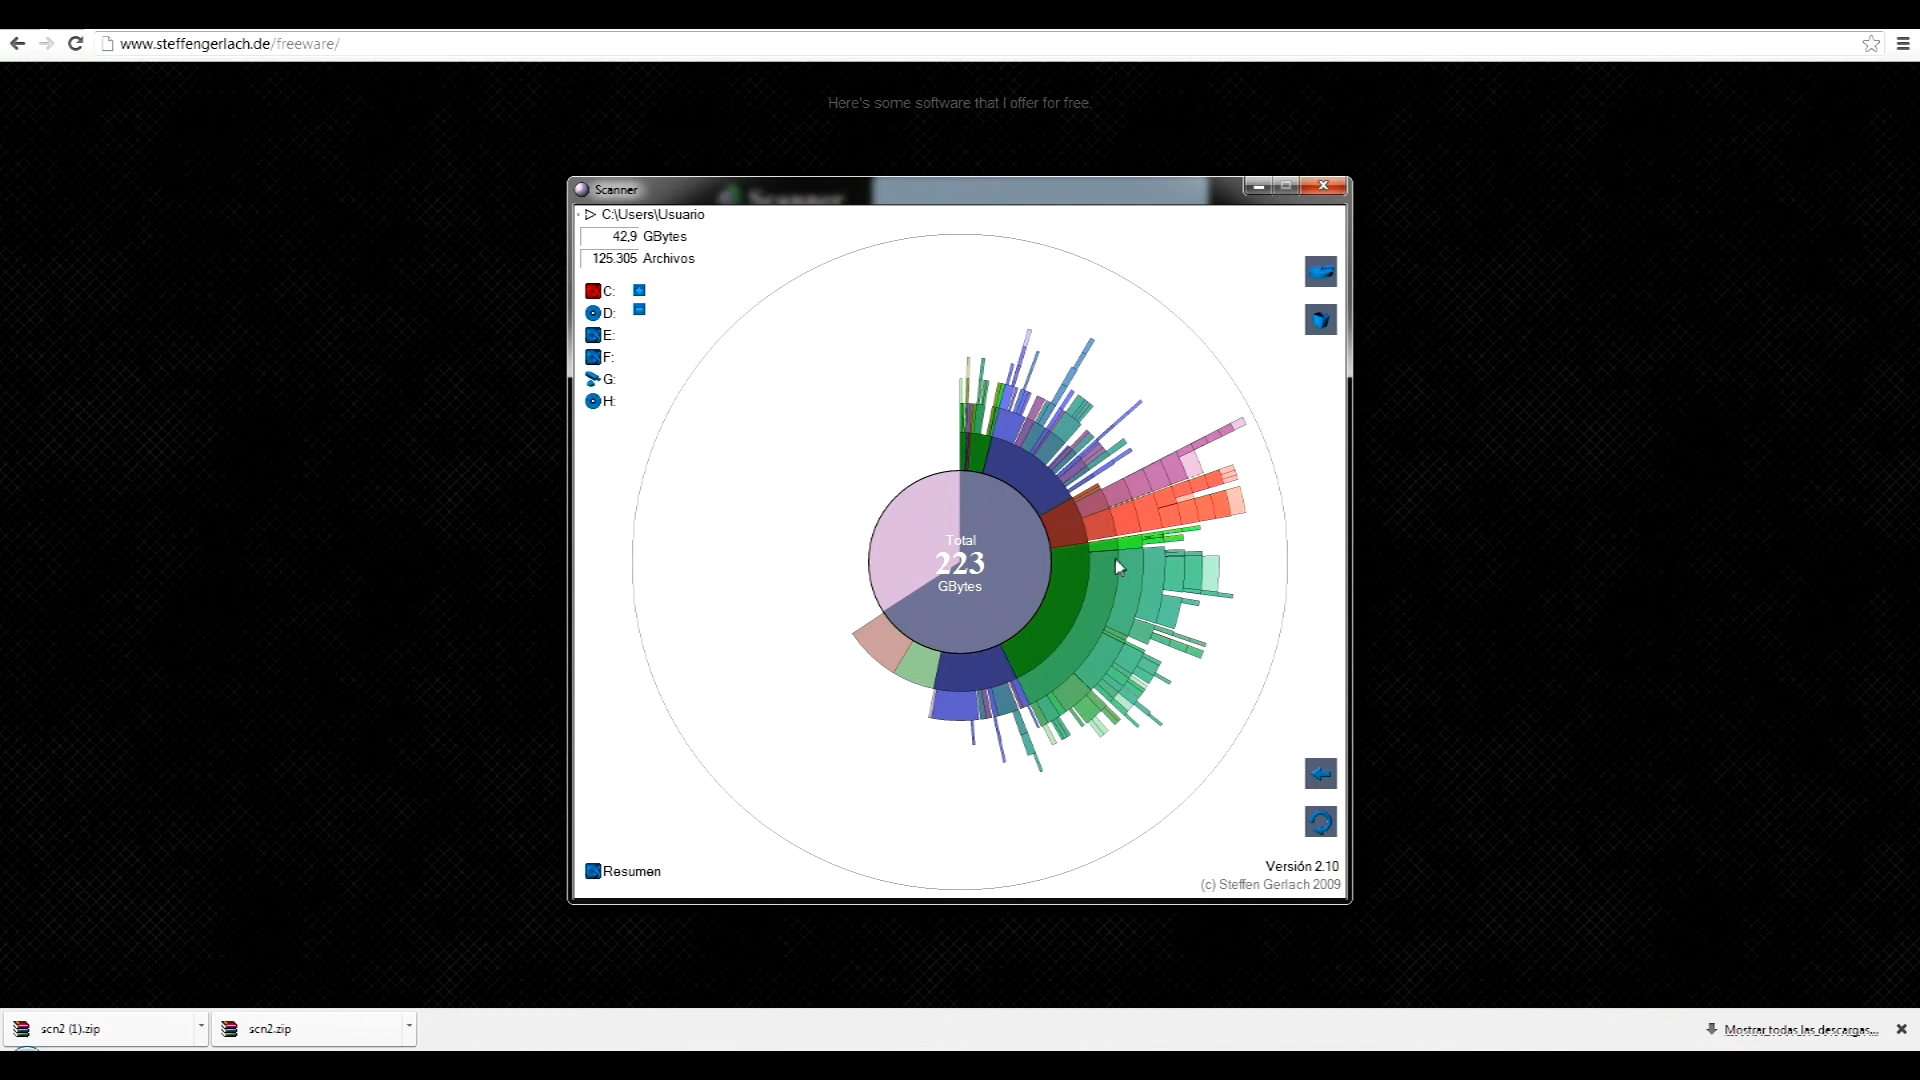 www.steffengerlach.de/freeware/
Here's some software that I offer for free.
Scanner
Scanner
C:\Users\Usuario
42,9 GBytes
125.305 Archivos
C:
D:
E:
F:
G:
H:
Total
223
GBytes
Resumen
Versión 2.10
(c) Steffen Gerlach 2009
scn2 (1).zip
scn2.zip
Mostrar todas las descargas...